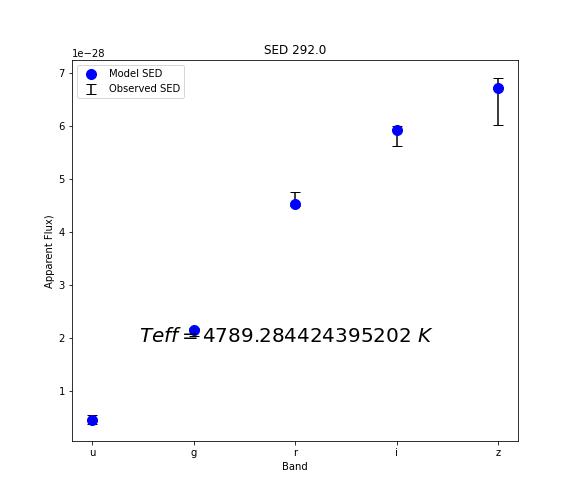 SED 292.0
1e−28
Model SED
Observed SED
7
6
5
4
3
2
1
Apparent Flux)
Teff = 4789.284424395202 K
u g r i z
Band